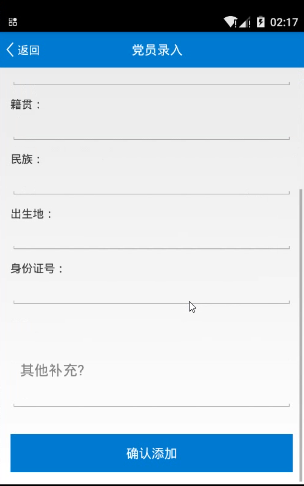 02:17
返回
党员录入
籍贯：
民族：
出生地：
身份证号：
其他补充?
确认添加